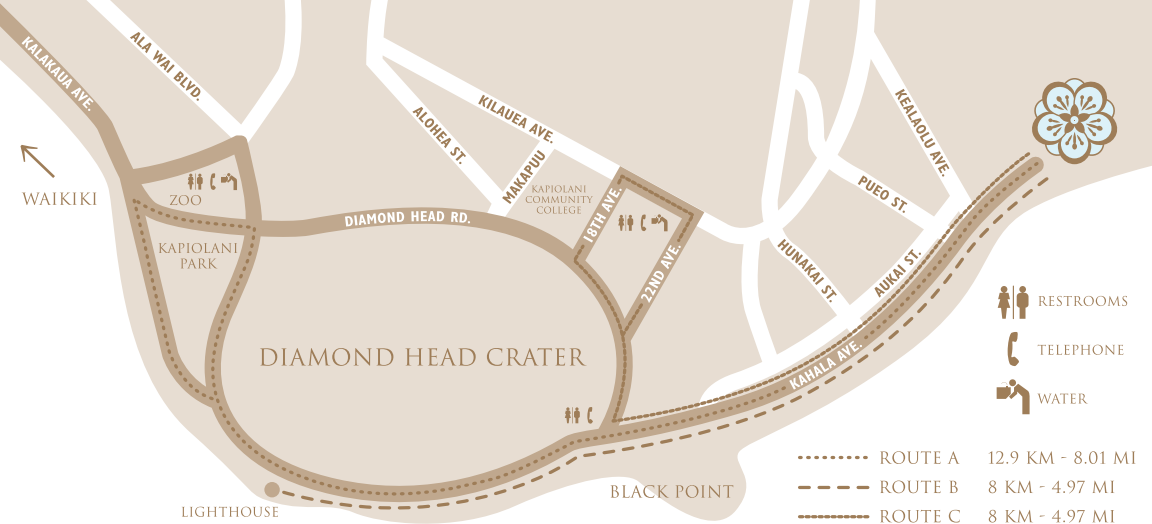 KALAKAUA AVE.
ALA WAI BLVD.
WAIKIKI
ZOO
KAPIOLANI
PARK
DIAMOND HEAD RD.
ALOHEA ST.
KILAUEA AVE.
MAKAPUU
KAPIOLANI
COMMUNITY
COLLEGE
18TH AVE.
22ND AVE.
KEALAOLU AVE.
PUEO ST.
HUNAKAI ST.
AUKAI ST.
KAHALA AVE.
DIAMOND HEAD CRATER
BLACK POINT
LIGHTHOUSE
RESTROOMS
TELEPHONE
WATER
ROUTE A 12.9 KM - 8.01 MI
ROUTE B 8 KM - 4.97 MI
ROUTE C 8 KM - 4.97 MI